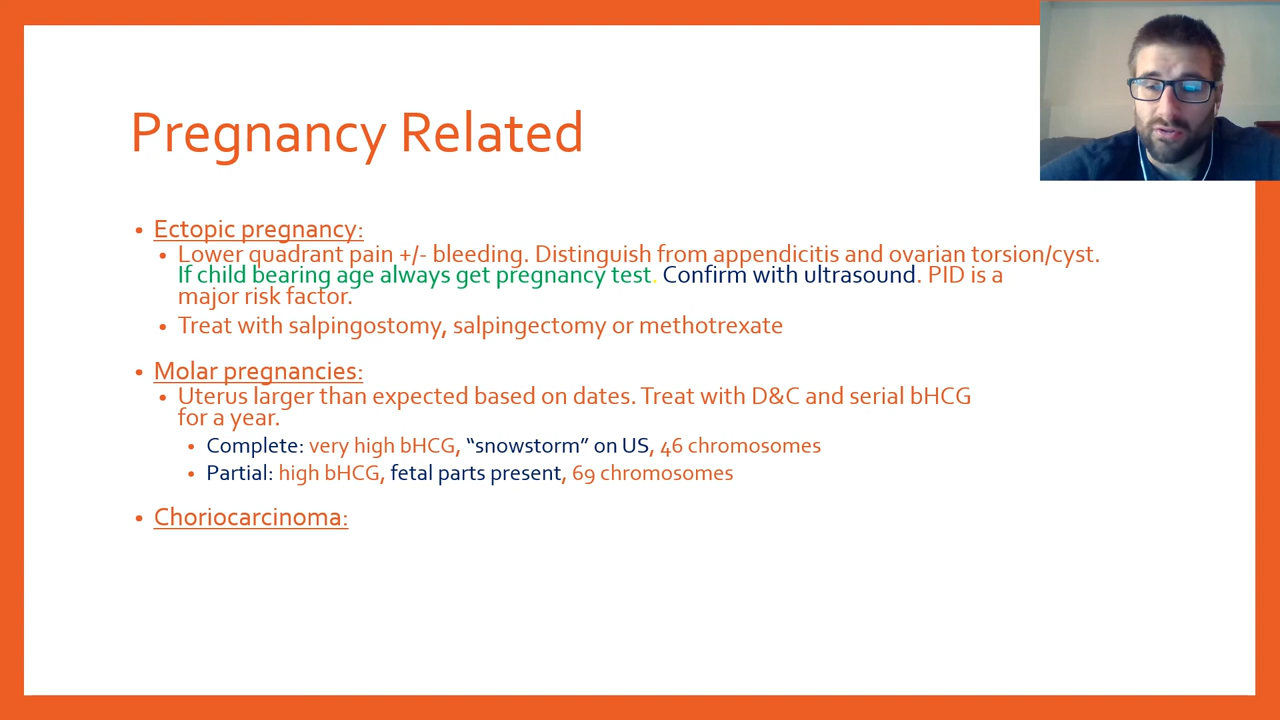 Pregnancy Related
• Ectopic pregnancy:
• Lower quadrant pain +/- bleeding. Distinguish from appendicitis and ovarian torsion/cyst.
If child bearing age always get pregnancy test. Confirm with ultrasound. PID is a
major risk factor.
• Treat with salpingostomy, salpingectomy or methotrexate
• Molar pregnancies:
• Uterus larger than expected based on dates. Treat with D&C and serial bHCG
for a year.
• Complete: very high bHCG, “snowstorm” on US, 46 chromosomes
• Partial: high bHCG, fetal parts present, 69 chromosomes
• Choriocarcinoma: